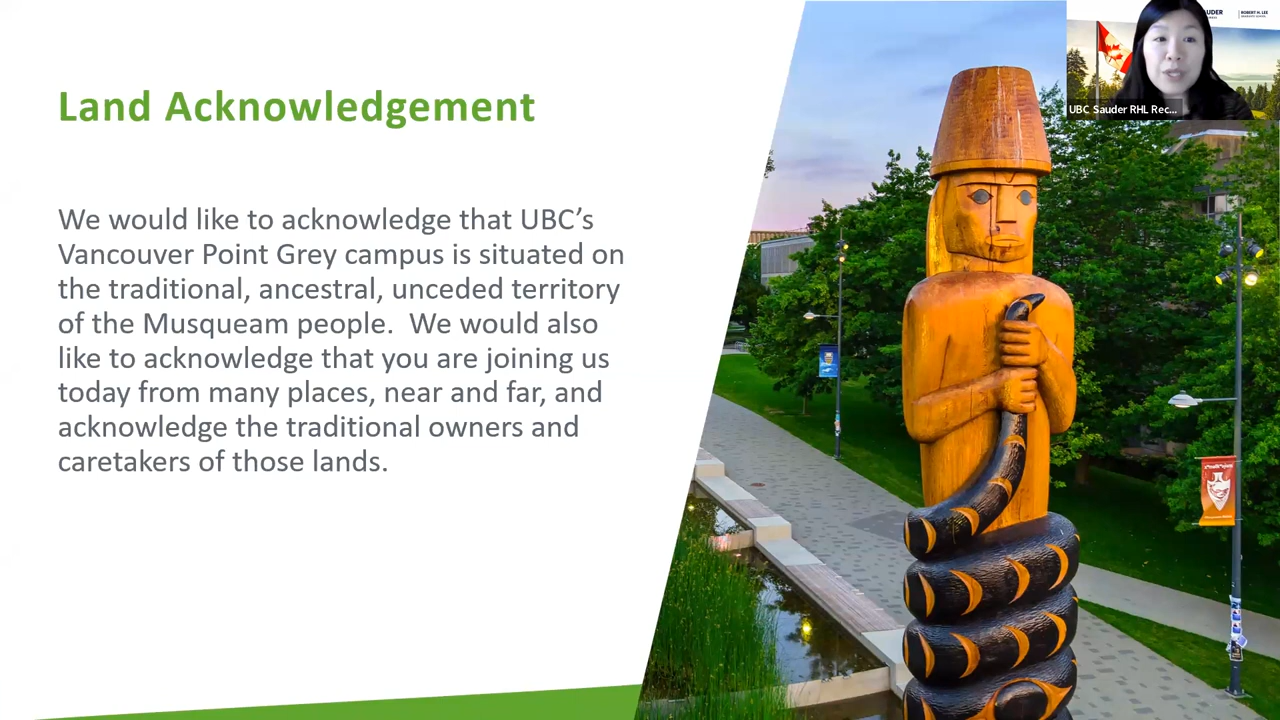 Land Acknowledgement
We would like to acknowledge that UBC’s
Vancouver Point Grey campus is situated on
the traditional, ancestral, unceded territory
of the Musqueam people.  We would also
like to acknowledge that you are joining us
today from many places, near and far, and
acknowledge the traditional owners and
caretakers of those lands.
AUDER
ROBERT H. LEE
UBC Sauder RHL Rec...